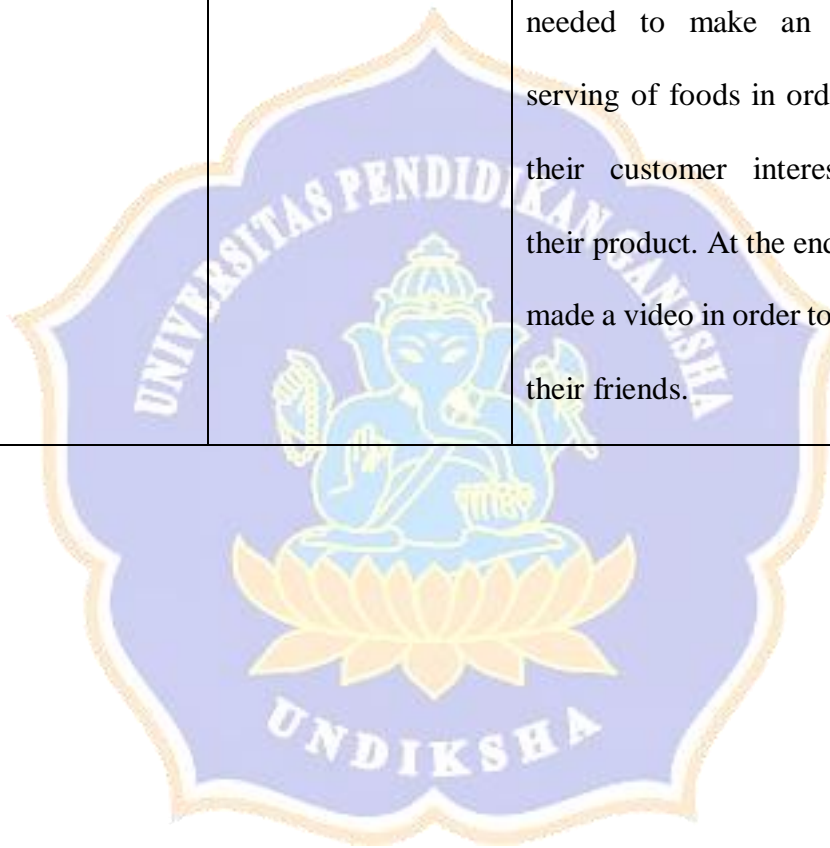 needed to make an
serving of foods in ord
their customer interes
their product. At the end
made a video in order to
their friends.
UNIVERSITAS PENDIDIKAN GANESHA
UNDIKSHA